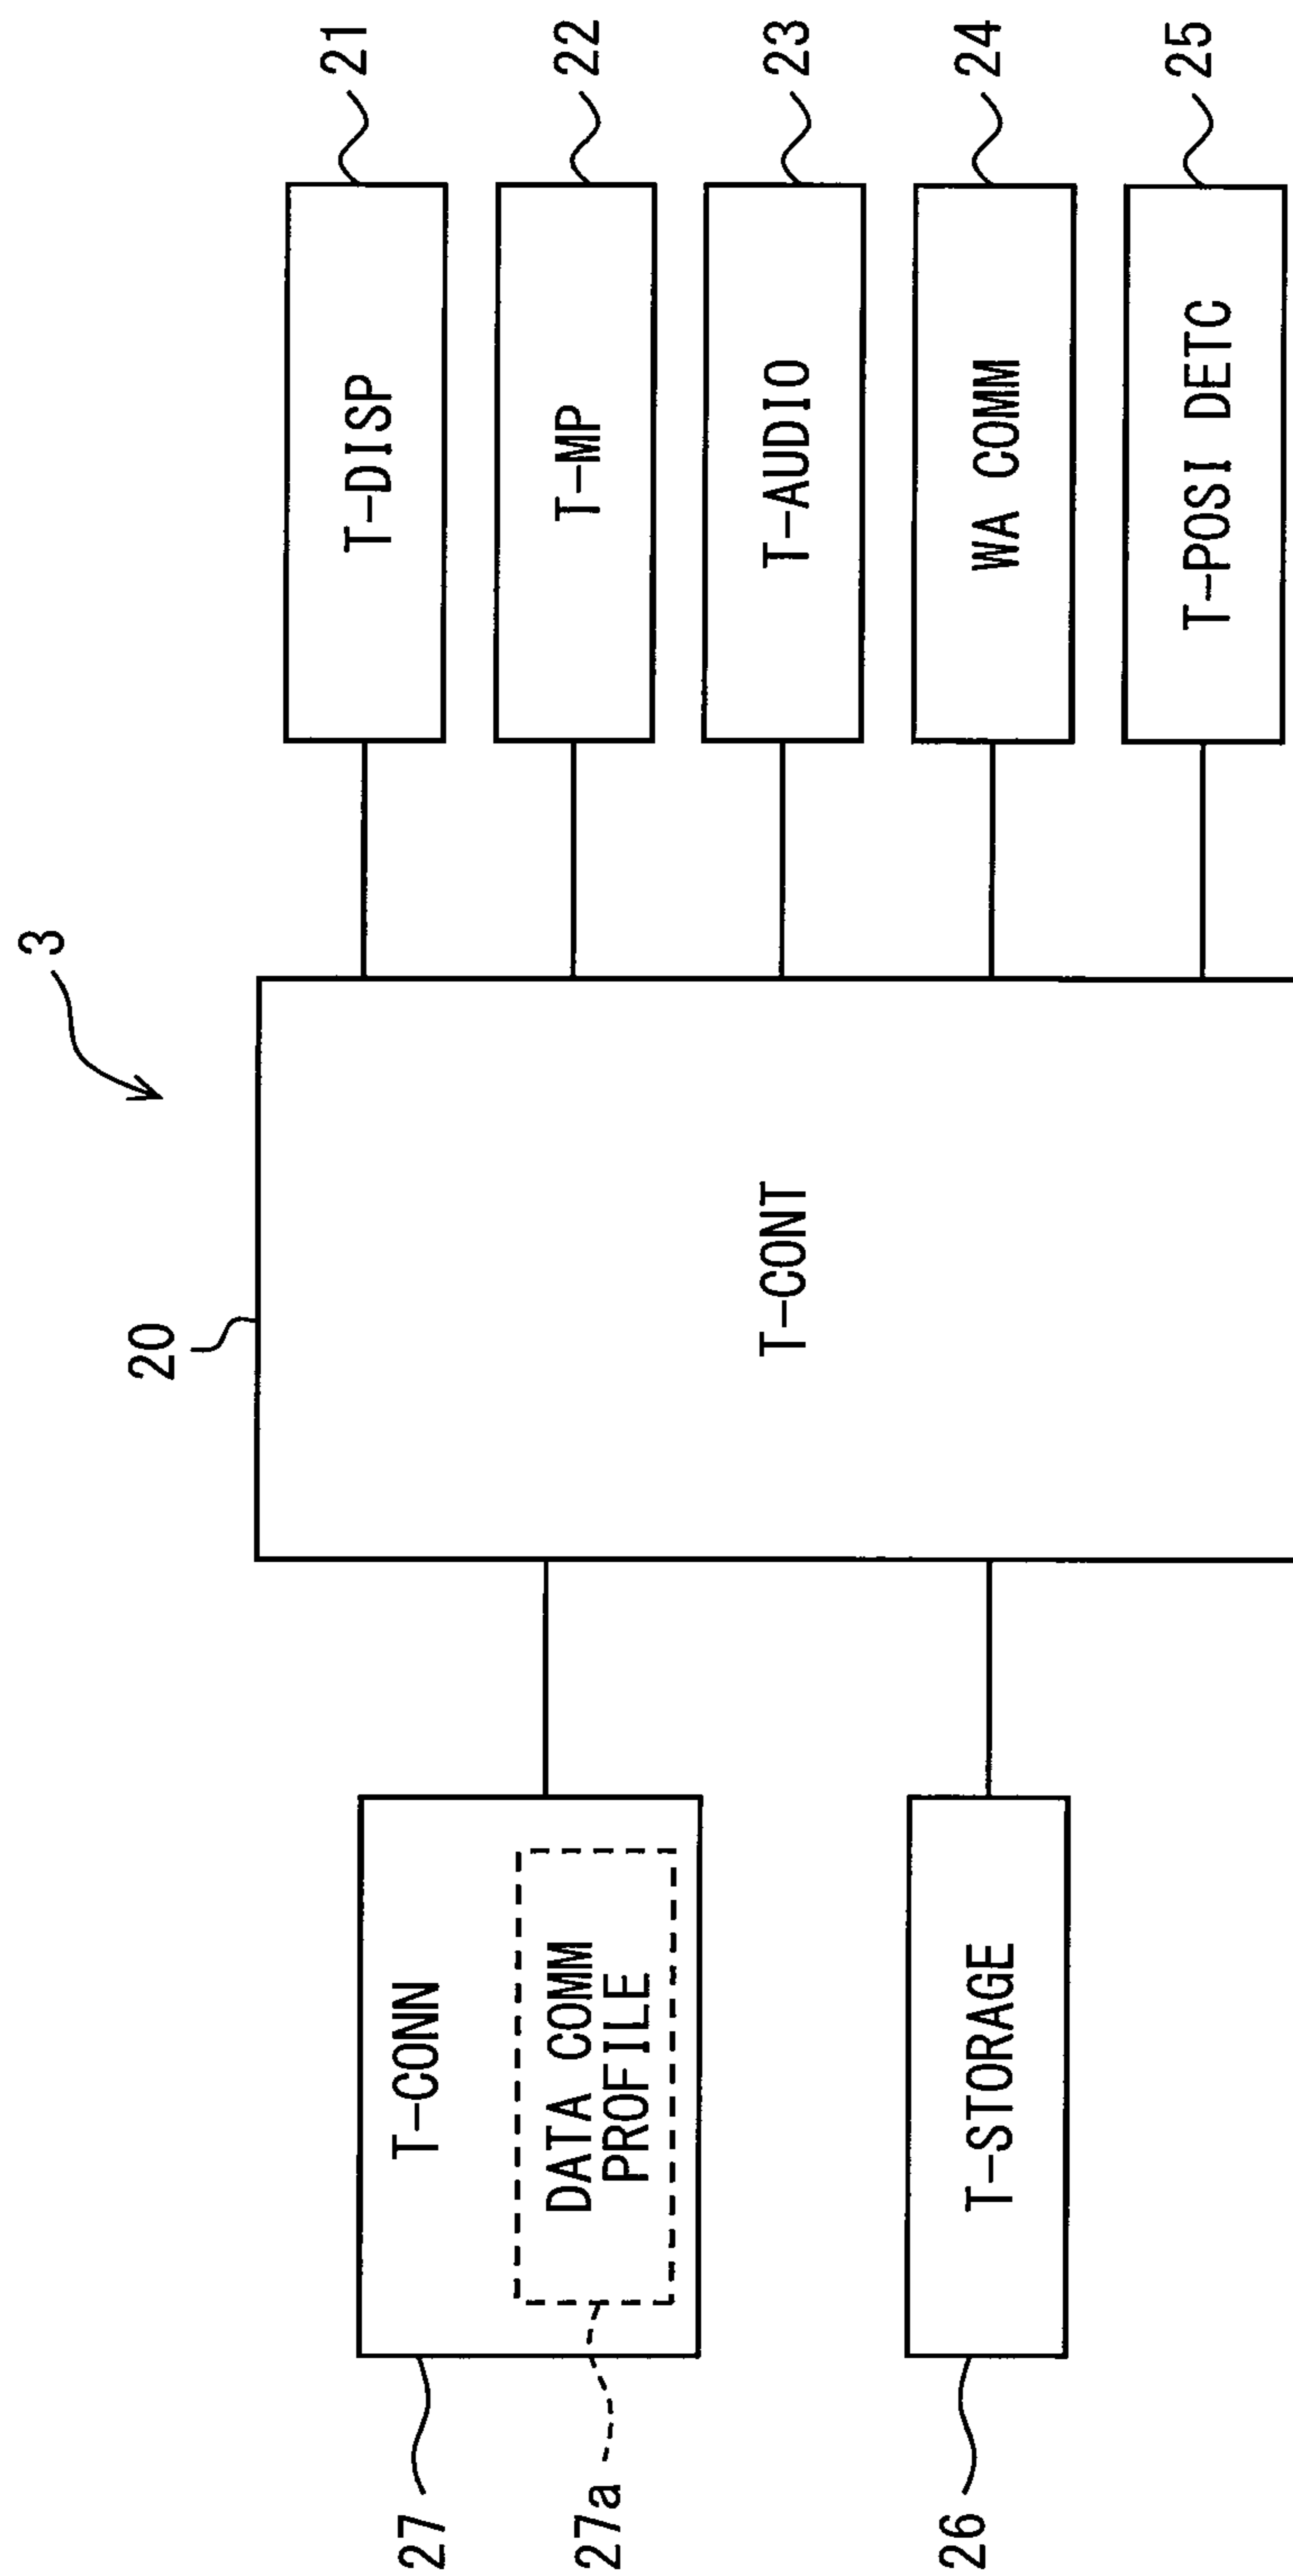 3
20
T-CONT
27
T-CONN
27a
DATA COMM
PROFILE
26
T-STORAGE
T-DISP
21
T-MP
22
T-AUDIO
23
WA COMM
24
T-POSI DETC
25